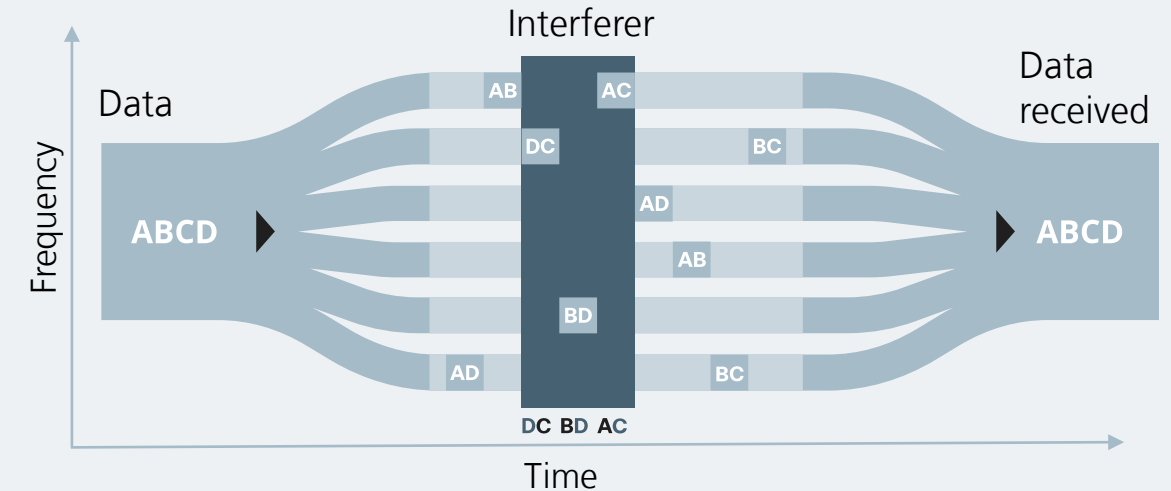 Interferer
Data
Data
received
Frequency
AB
AC
DC
BC
AD
ABCD
ABCD
AB
BD
AD
BC
DC BD AC
Time